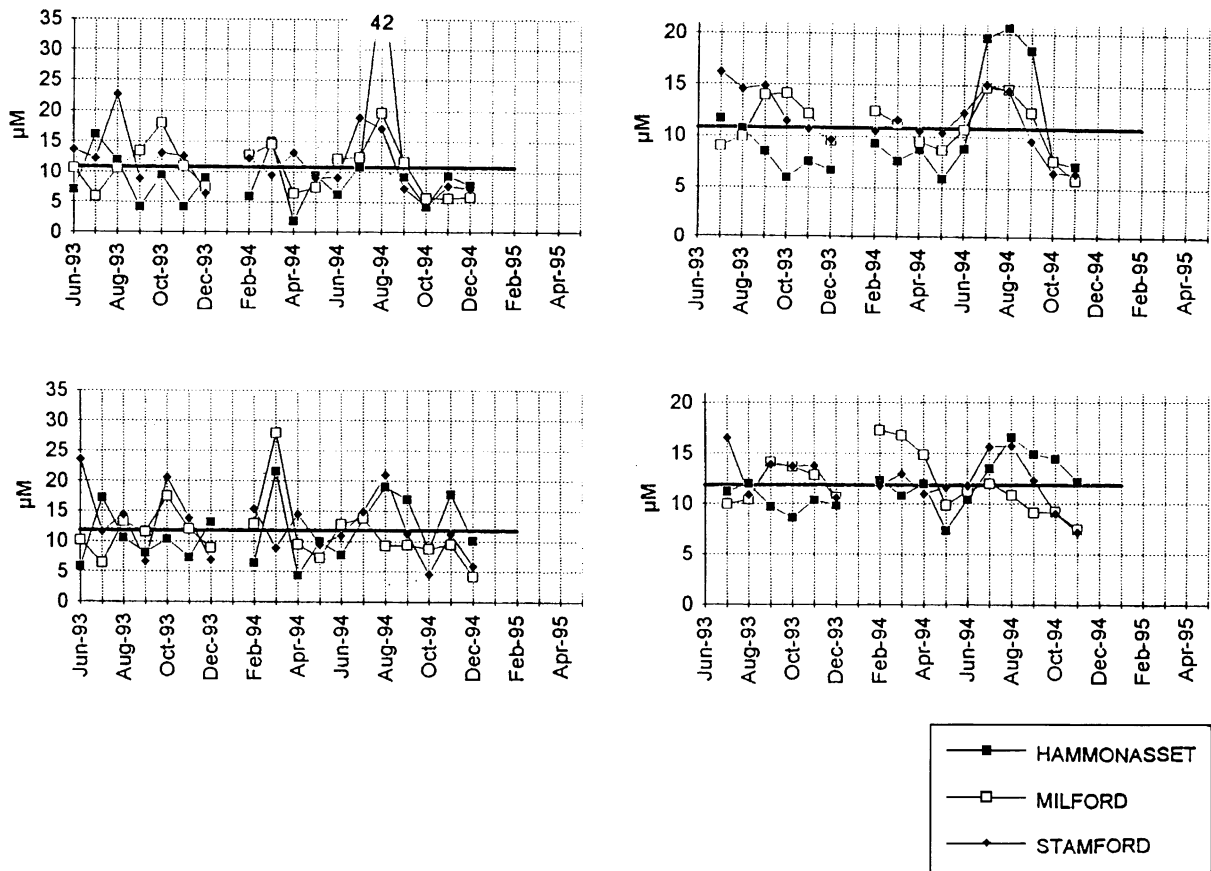 42
35
30
25
20
15
10
5
0
µM
Jun-93
Aug-93
Oct-93
Dec-93
Feb-94
Apr-94
Jun-94
Aug-94
Oct-94
Dec-94
Feb-95
Apr-95
20
15
10
5
0
µM
Jun-93
Aug-93
Oct-93
Dec-93
Feb-94
Apr-94
Jun-94
Aug-94
Oct-94
Dec-94
Feb-95
Apr-95
35
30
25
20
15
10
5
0
µM
Jun-93
Aug-93
Oct-93
Dec-93
Feb-94
Apr-94
Jun-94
Aug-94
Oct-94
Dec-94
Feb-95
Apr-95
20
15
10
5
0
µM
Jun-93
Aug-93
Oct-93
Dec-93
Feb-94
Apr-94
Jun-94
Aug-94
Oct-94
Dec-94
Feb-95
Apr-95
HAMMONASSET
MILFORD
STAMFORD